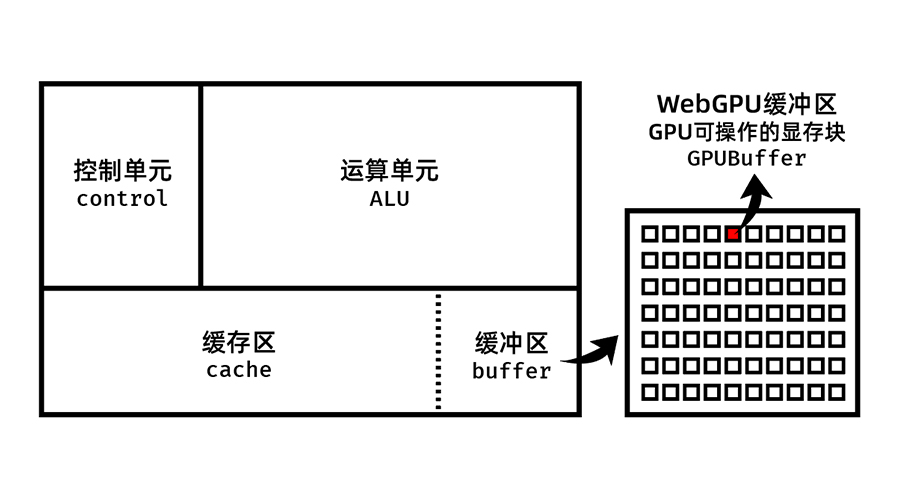 控制单元
control
运算单元
ALU
缓存区
cache
缓冲区
buffer
WebGPU缓冲区
GPU可操作的显存块
GPUBuffer